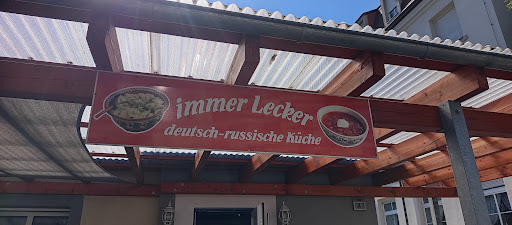 immer Lecker
deutsch-russische Küche